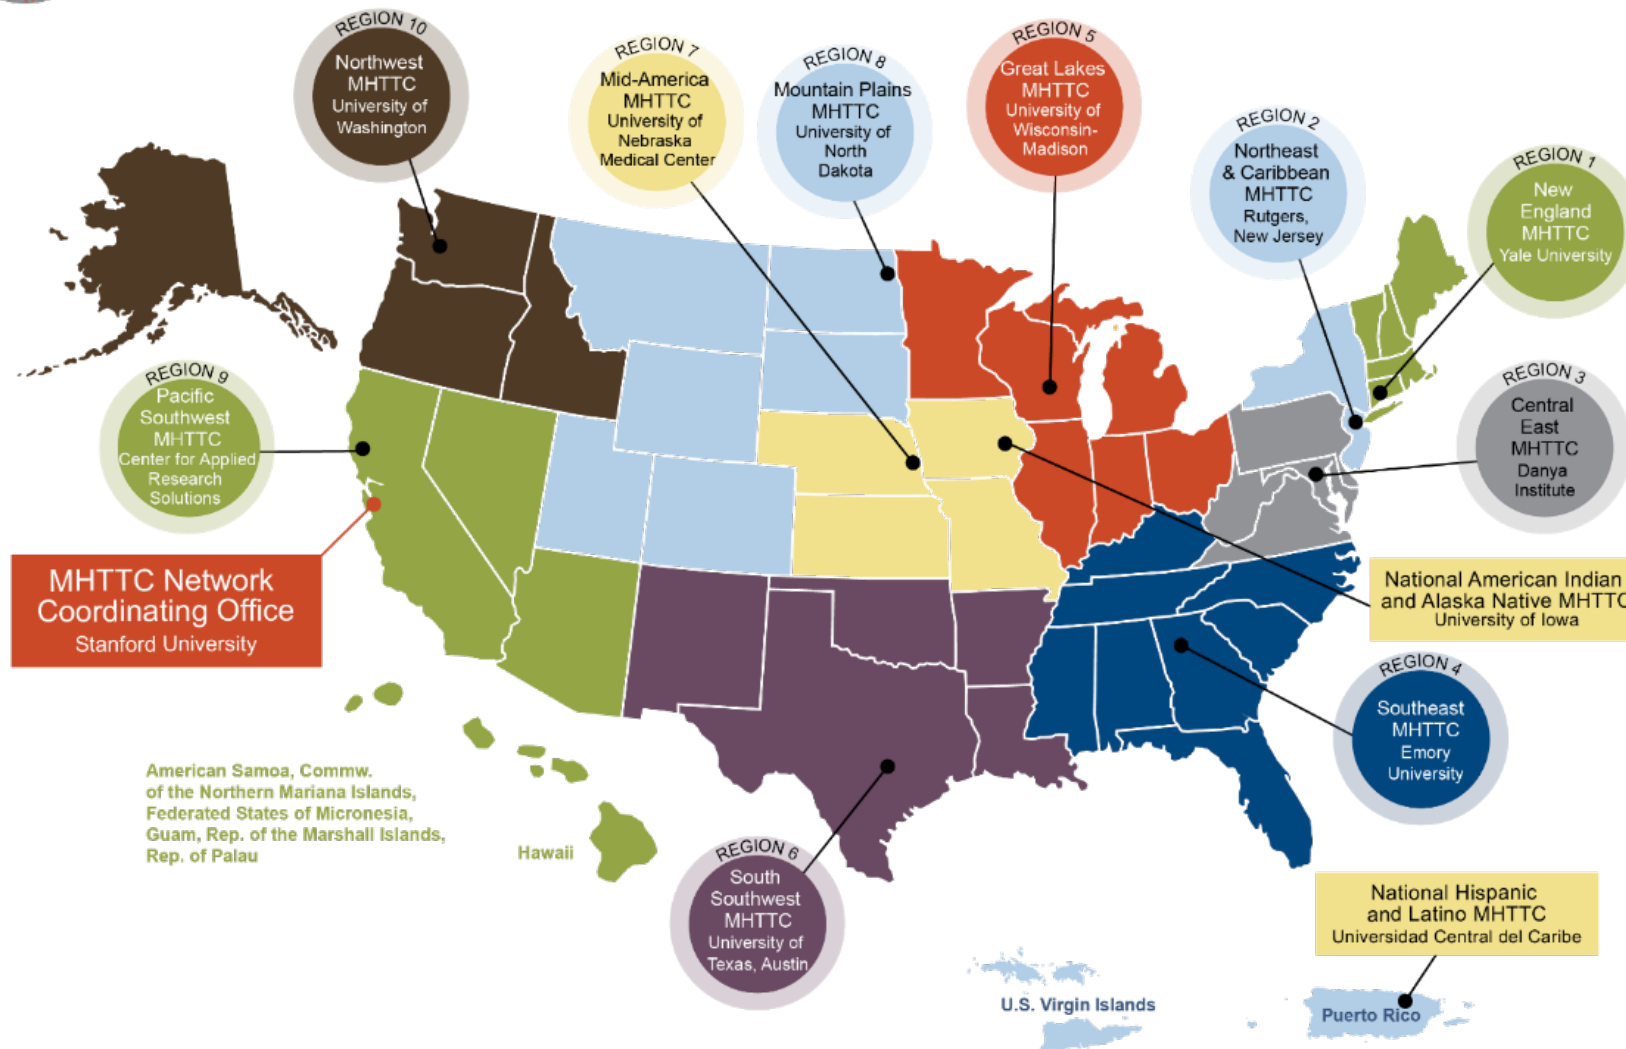 REGION 10
Northwest
MHTTC
University of
Washington
REGION 7
Mid-America
MHTTC
University of
Nebraska
Medical Center
REGION 8
Mountain Plains
MHTTC
University of
North
Dakota
REGION 5
Great Lakes
MHTTC
University of
Wisconsin-
Madison
REGION 2
Northeast
& Caribbean
MHTTC
Rutgers,
New Jersey
REGION 1
New
England
MHTTC
Yale University
REGION 9
Pacific
Southwest
MHTTC
Center for Applied
Research
Solutions
REGION 3
Central
East
MHTTC
Danya
Institute
MHTTC Network
Coordinating Office
Stanford University
National American Indian
and Alaska Native MHTTC
University of Iowa
REGION 4
Southeast
MHTTC
Emory
University
American Samoa, Commw.
of the Northern Mariana Islands,
Federated States of Micronesia,
Guam, Rep. of the Marshall Islands,
Rep. of Palau
Hawaii
REGION 6
South
Southwest
MHTTC
University of
Texas, Austin
National Hispanic
and Latino MHTTC
Universidad Central del Caribe
U.S. Virgin Islands
Puerto Rico